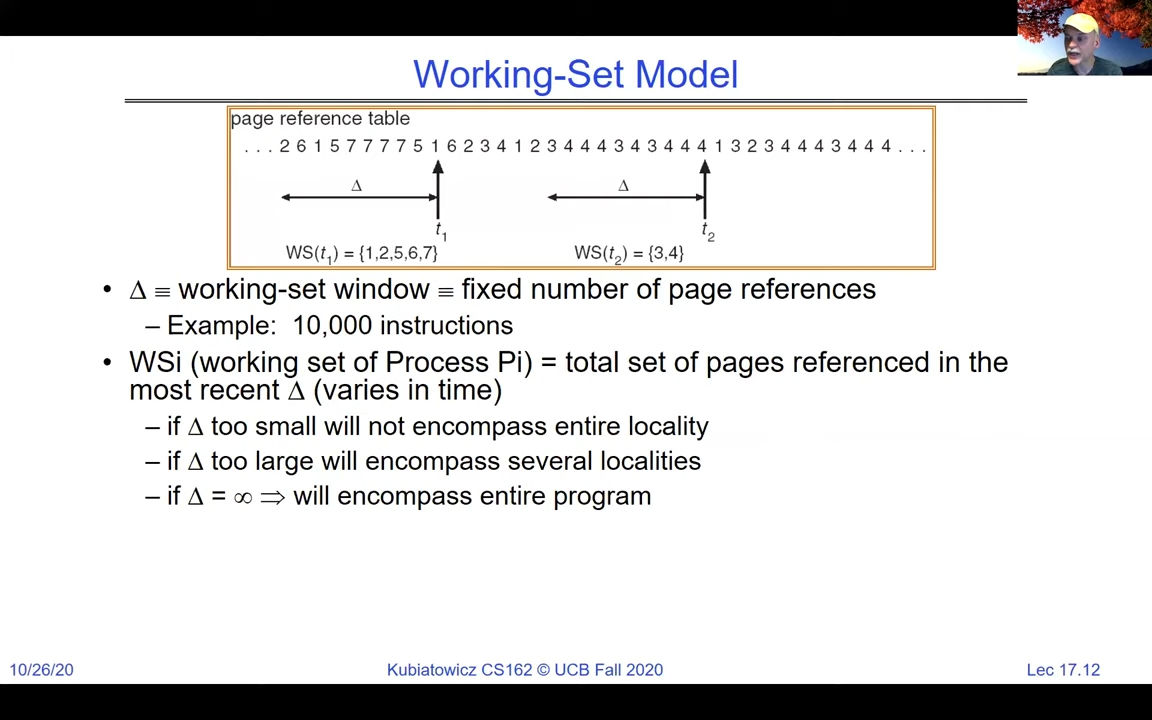 Working-Set Model
page reference table
. . . 2 6 1 5 7 7 7 7 5 1 6 2 3 4 1 2 3 4 4 4 3 4 3 4 4 4 1 3 2 3 4 4 4 3 4 4 4 . . .
Δ Δ
t1 t2
WS(t1) = {1,2,5,6,7} WS(t2) = {3,4}
• Δ ≡ working-set window ≡ fixed number of page references
– Example: 10,000 instructions
• WSi (working set of Process Pi) = total set of pages referenced in the
most recent Δ (varies in time)
– if Δ too small will not encompass entire locality
– if Δ too large will encompass several localities
– if Δ = ∞ ⇒ will encompass entire program
10/26/20 Kubiatowicz CS162 © UCB Fall 2020 Lec 17.12